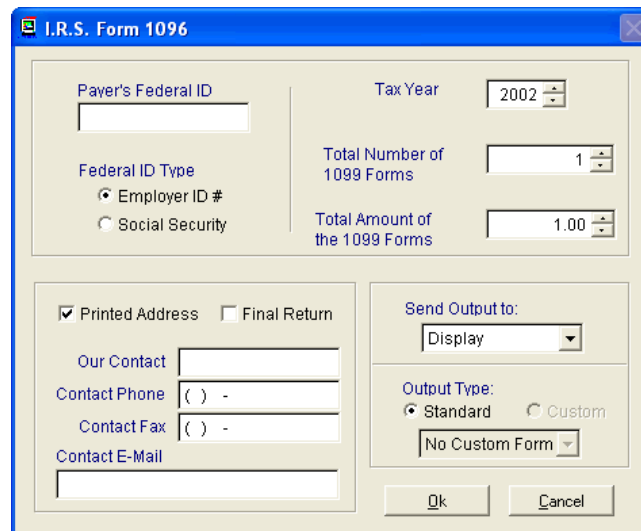 I.R.S. Form 1096
Payer's Federal ID
Federal ID Type
Employer ID #
Social Security
Tax Year
2002
Total Number of
1099 Forms
1
Total Amount of
the 1099 Forms
1.00
Printed Address
Final Return
Our Contact
Contact Phone
( ) -
Contact Fax
( ) -
Contact E-Mail
Send Output to:
Display
Output Type:
Standard
Custom
No Custom Form
Ok
Cancel